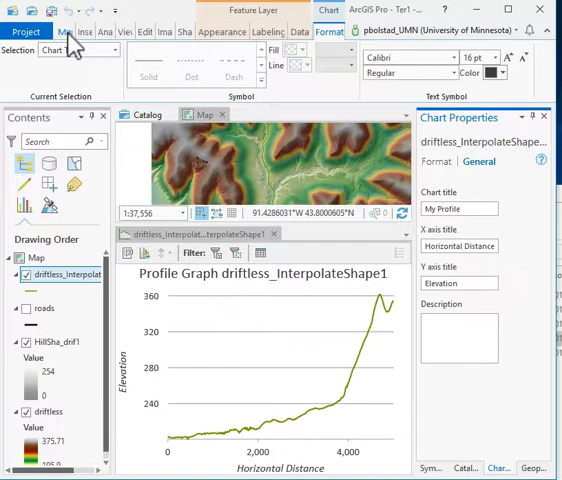 Feature Layer Chart ArcGIS Pro - Ter1 - ?
Project Ma Inse Ana Viev Edit Ima Sha Appearance Labeling Data Format pbolstad_UMN (University of Minnesota)
Selection Chart T
Solid Dot Dash
Fill
Line
Calibri 16 pt A A
Regular Color
Current Selection Symbol Text Symbol
Contents
Search
Drawing Order
Map
driftless_Interpolat
roads
HillSha_drif1
Value
254
0
driftless
Value
375.71
195.9
Catalog Map
1:37,556 91.4286031°W 43.8000605°N 0
driftless_Interpolat...terpolateShape1
Filter:
Profile Graph driftless_InterpolateShape1
360
320
280
240
Elevation
0 2,000 4,000
Horizontal Distance
Chart Properties
driftless_InterpolateShape...
Format General
Chart title
My Profile
X axis title
Horizontal Distance
Y axis title
Elevation
Description
Sym... Catal... Char... Geop...